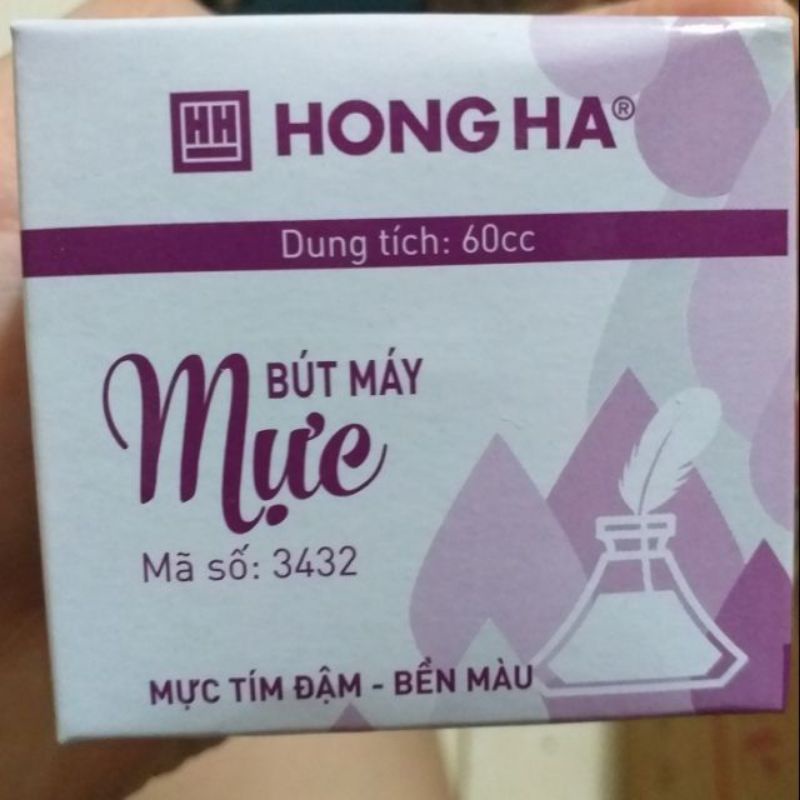 HH HONG HA®
Dung tích: 60cc
BÚT MÁY
Mực
Mã số: 3432
MỰC TÍM ĐẬM - BỀN MÀU